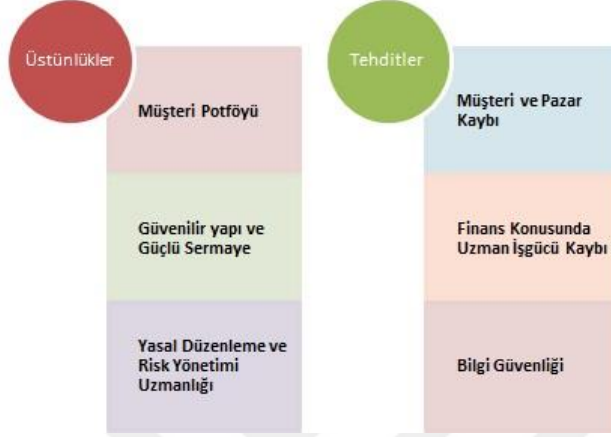 Üstünlükler
Müşteri Potföyü
Güvenilir yapı ve
Güçlü Sermaye
Yasal Düzenleme ve
Risk Yönetimi
Uzmanlığı
Tehditler
Müşteri ve Pazar
Kaybı
Finans Konusunda
Uzman İşgücü Kaybı
Bilgi Güvenliği